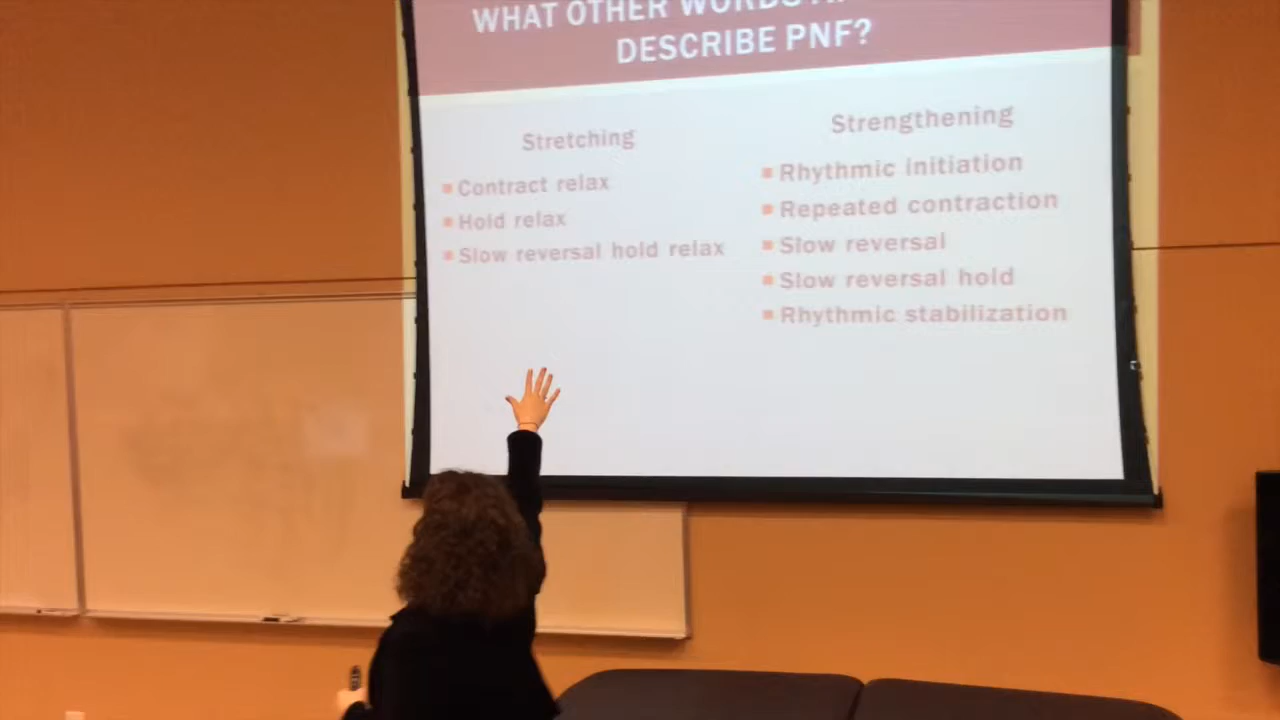 WHAT OTHER WORDS
DESCRIBE PNF?
Stretching
Contract relax
Hold relax
Slow reversal hold relax
Strengthening
Rhythmic initiation
Repeated contraction
Slow reversal
Slow reversal hold
Rhythmic stabilization